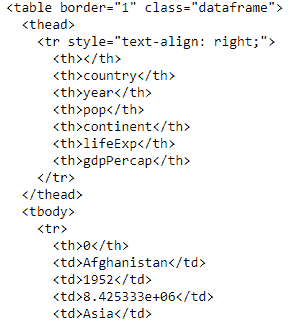 <table border="1" class="dataframe">
  <thead>
    <tr style="text-align: right;">
      <th></th>
      <th>country</th>
      <th>year</th>
      <th>pop</th>
      <th>continent</th>
      <th>lifeExp</th>
      <th>gdpPercap</th>
    </tr>
  </thead>
  <tbody>
    <tr>
      <th>0</th>
      <td>Afghanistan</td>
      <td>1952</td>
      <td>8.425333e+06</td>
      <td>Asia</td>